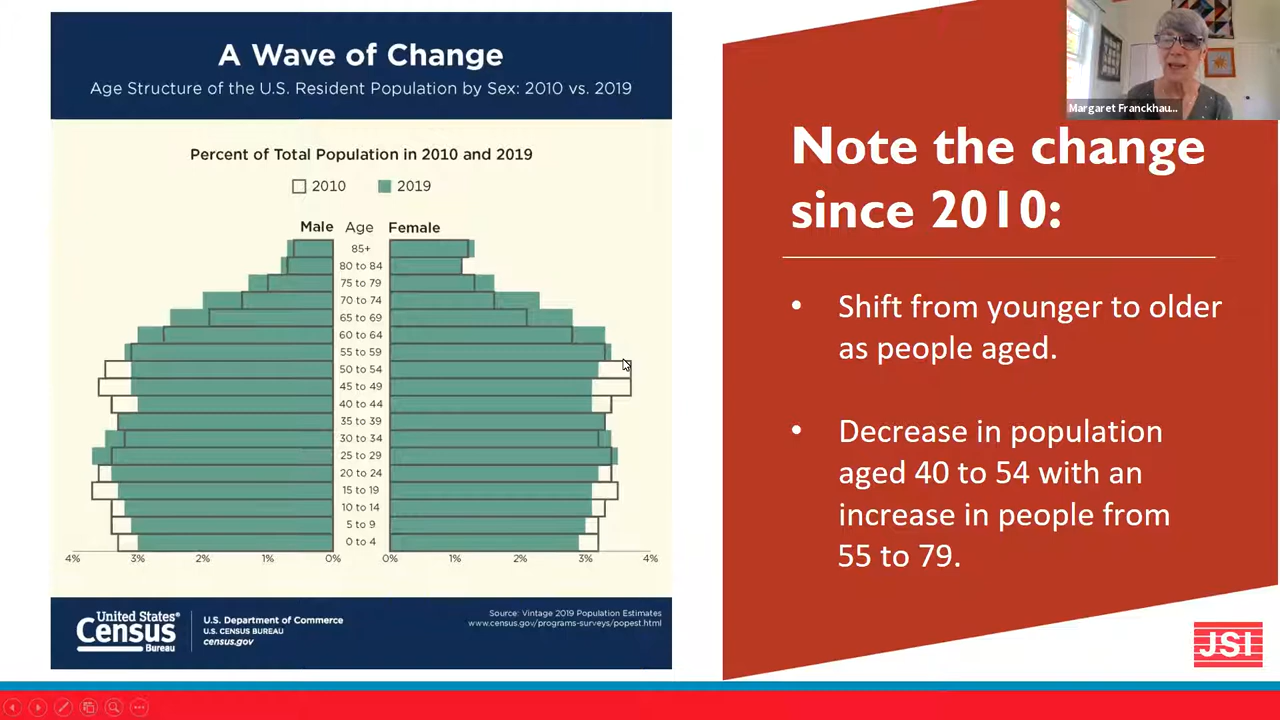 A Wave of Change
Age Structure of the U.S. Resident Population by Sex: 2010 vs. 2019
Percent of Total Population in 2010 and 2019
2010 2019
Male Age Female
85+
80 to 84
75 to 79
70 to 74
65 to 69
60 to 64
55 to 59
50 to 54
45 to 49
40 to 44
35 to 39
30 to 34
25 to 29
20 to 24
15 to 19
10 to 14
5 to 9
0 to 4
4% 3% 2% 1% 0% 0% 1% 2% 3% 4%
United States®
Census
Bureau
U.S. Department of Commerce
U.S. CENSUS BUREAU
census.gov
Source: Vintage 2019 Population Estimates
www.census.gov/programs-surveys/popest.html
Margaret Franckhau...
Note the change
since 2010:
• Shift from younger to older
as people aged.
• Decrease in population
aged 40 to 54 with an
increase in people from
55 to 79.
JSI